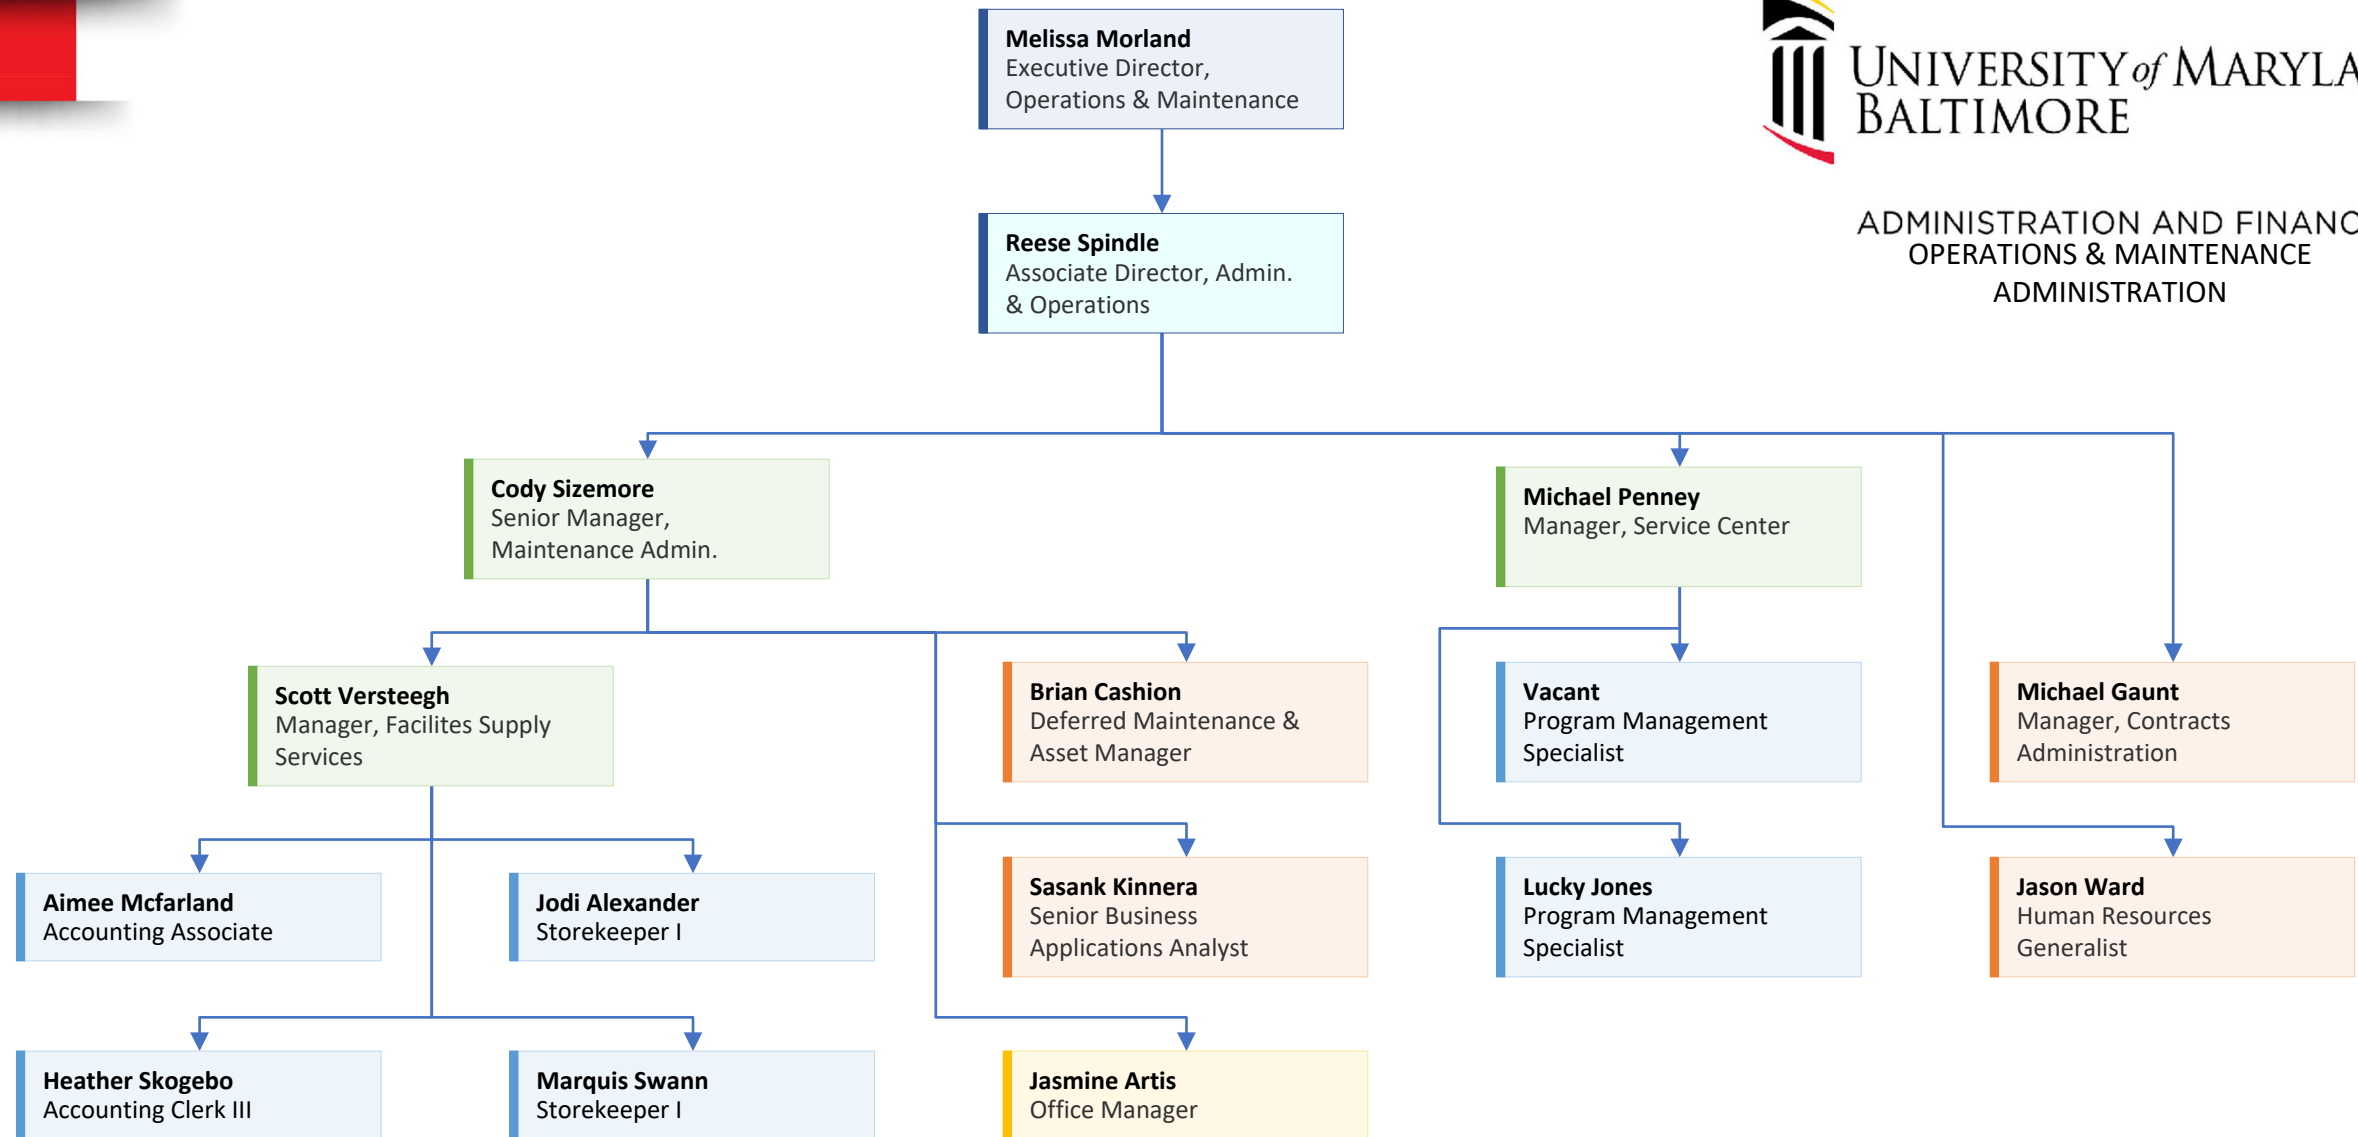 Melissa Morland
Executive Director,
Operations & Maintenance
UNIVERSITY of MARYLA
BALTIMORE
ADMINISTRATION AND FINANC
OPERATIONS & MAINTENANCE
ADMINISTRATION
Reese Spindle
Associate Director, Admin.
& Operations
Cody Sizemore
Senior Manager,
Maintenance Admin.
Michael Penney
Manager, Service Center
Scott Versteegh
Manager, Facilites Supply
Services
Brian Cashion
Deferred Maintenance &
Asset Manager
Vacant
Program Management
Specialist
Michael Gaunt
Manager, Contracts
Administration
Aimee Mcfarland
Accounting Associate
Jodi Alexander
Storekeeper I
Sasank Kinnera
Senior Business
Applications Analyst
Lucky Jones
Program Management
Specialist
Jason Ward
Human Resources
Generalist
Heather Skogebo
Accounting Clerk III
Marquis Swann
Storekeeper I
Jasmine Artis
Office Manager